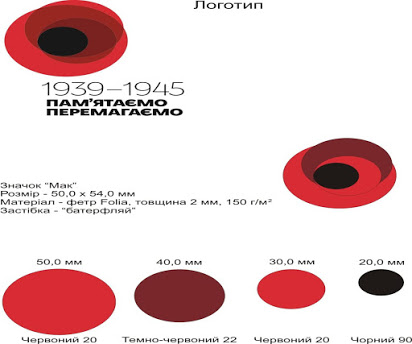 Логотип
1939–1945
ПАМ'ЯТАЄМО
ПЕРЕМАГАЄМО
Значок "Мак"
Розмір - 50,0 х 54,0 мм
Матеріал - фетр Folia, товщина 2 мм, 150 г/м²
Застібка - "батерфляй"
50,0 мм 40,0 мм 30,0 мм 20,0 мм
Червоний 20 Темно-червоний 22 Червоний 20 Чорний 90